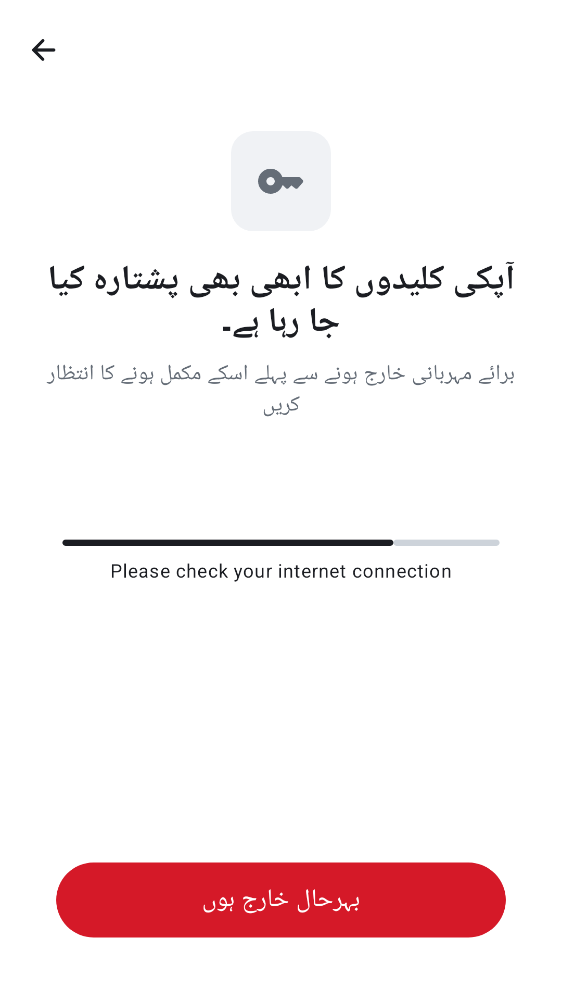 آپکی کلیدوں کا ابھی بھی پشتارہ کیا
جا رہا ہے۔
برائے مہربانی خارج ہونے سے پہلے اسکے مکمل ہونے کا انتظار
کریں
Please check your internet connection
بہرحال خارج ہوں